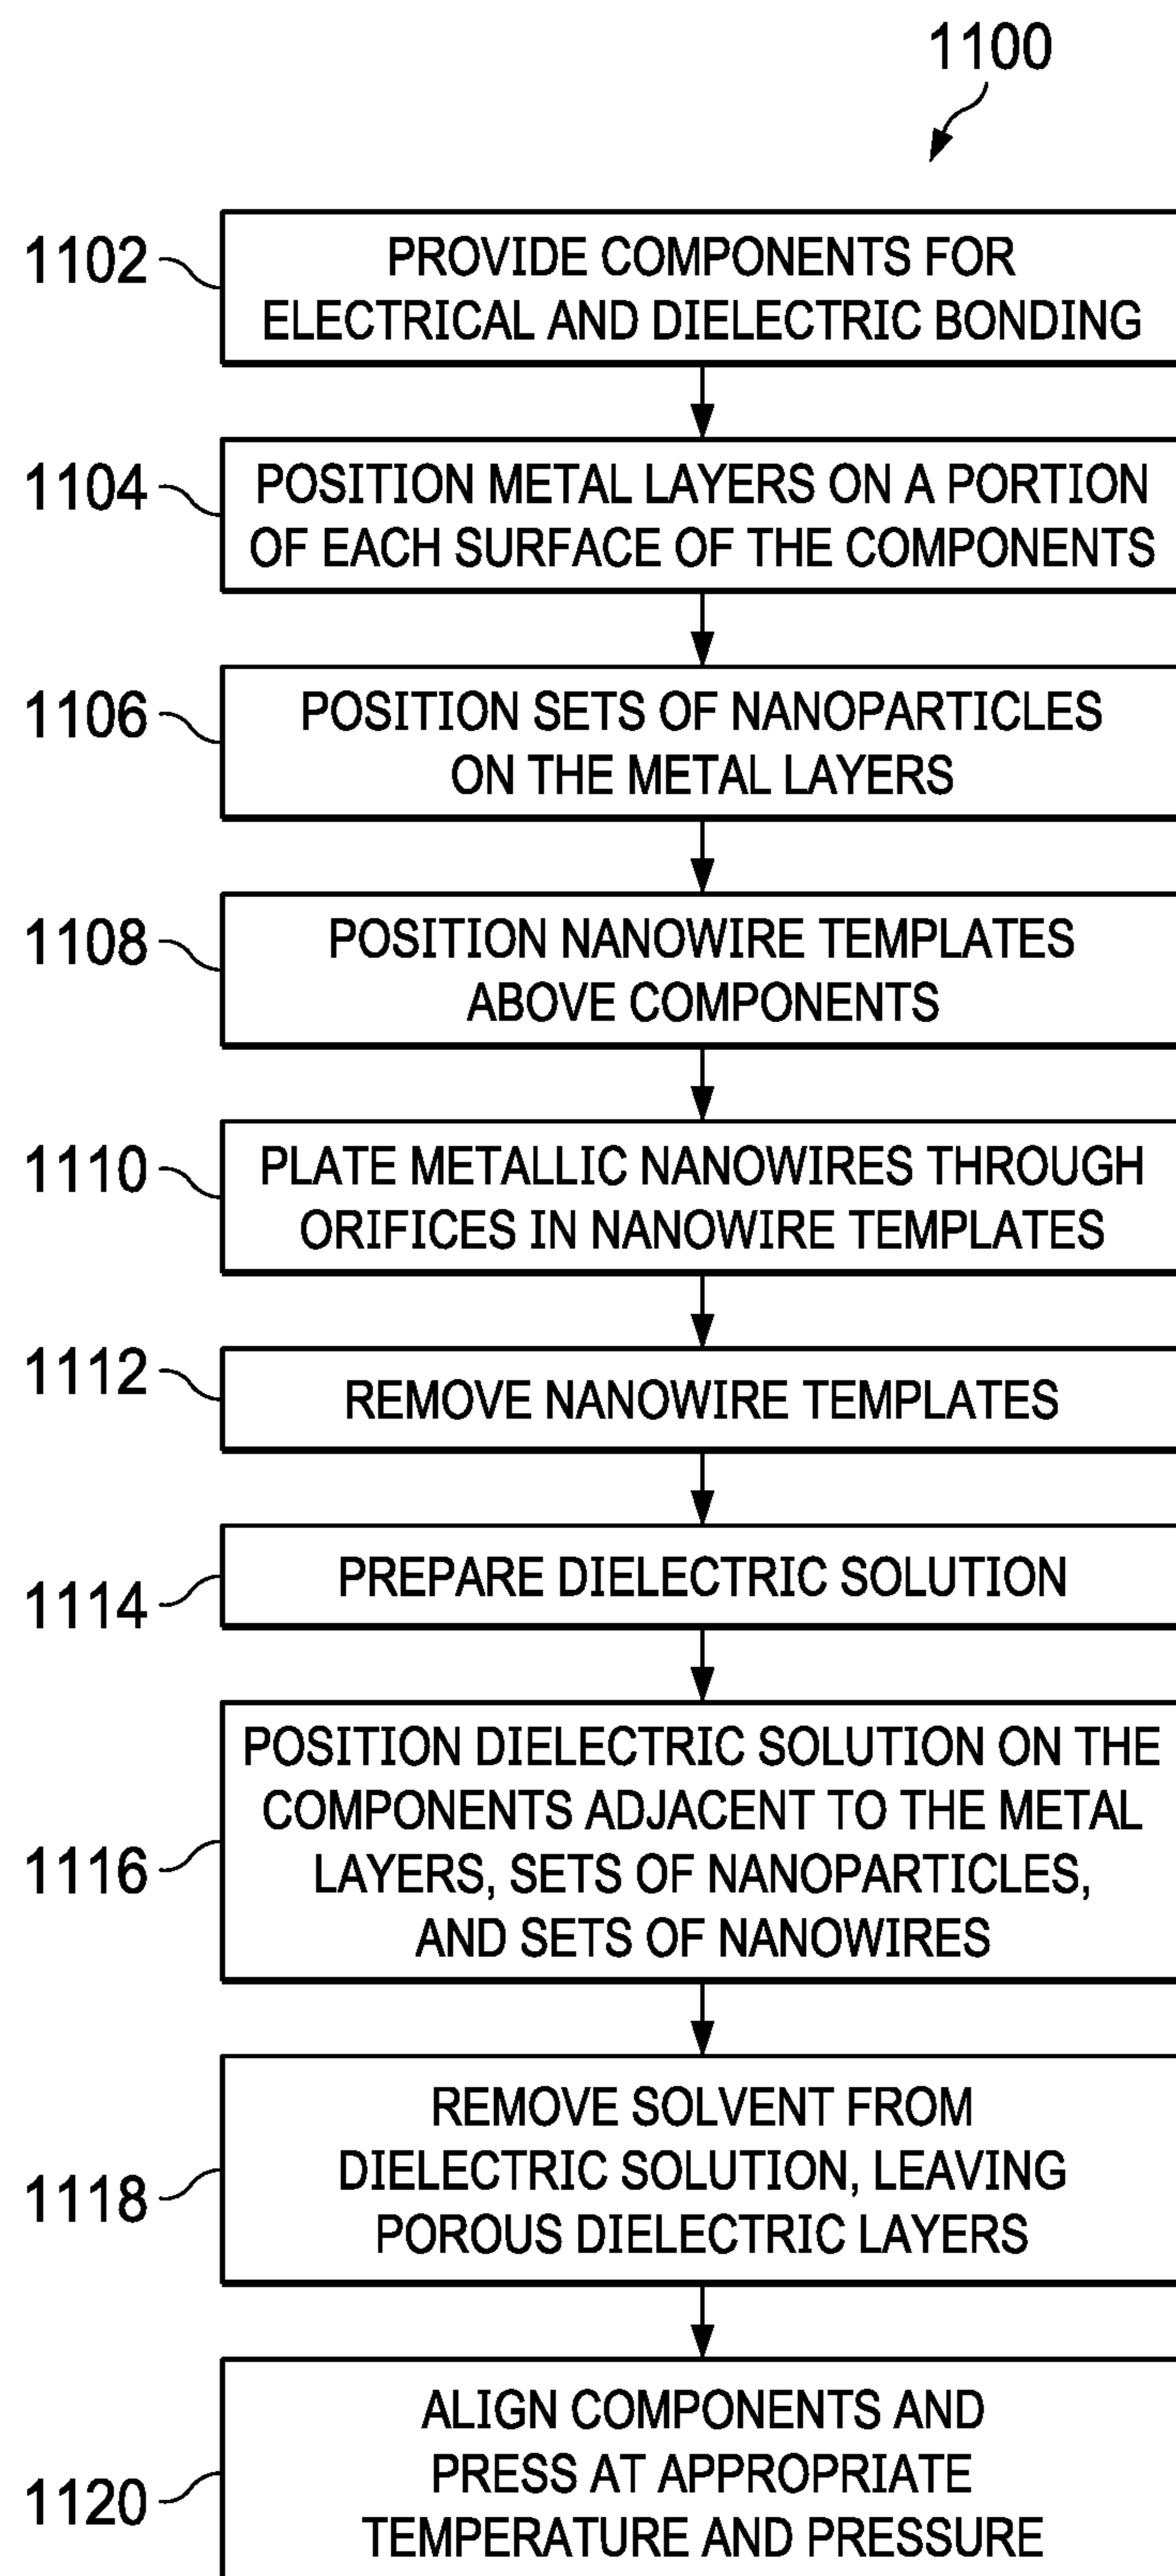 1100
1102
PROVIDE COMPONENTS FOR
ELECTRICAL AND DIELECTRIC BONDING
1104
POSITION METAL LAYERS ON A PORTION
OF EACH SURFACE OF THE COMPONENTS
1106
POSITION SETS OF NANOPARTICLES
ON THE METAL LAYERS
1108
POSITION NANOWIRE TEMPLATES
ABOVE COMPONENTS
1110
PLATE METALLIC NANOWIRES THROUGH
ORIFICES IN NANOWIRE TEMPLATES
1112
REMOVE NANOWIRE TEMPLATES
1114
PREPARE DIELECTRIC SOLUTION
1116
POSITION DIELECTRIC SOLUTION ON THE
COMPONENTS ADJACENT TO THE METAL
LAYERS, SETS OF NANOPARTICLES,
AND SETS OF NANOWIRES
1118
REMOVE SOLVENT FROM
DIELECTRIC SOLUTION, LEAVING
POROUS DIELECTRIC LAYERS
1120
ALIGN COMPONENTS AND
PRESS AT APPROPRIATE
TEMPERATURE AND PRESSURE